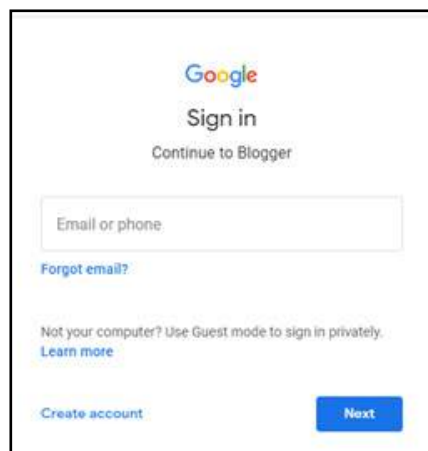 Google
Sign in
Continue to Blogger
Email or phone
Forgot email?
Not your computer? Use Guest mode to sign in privately.
Learn more
Create account
Next